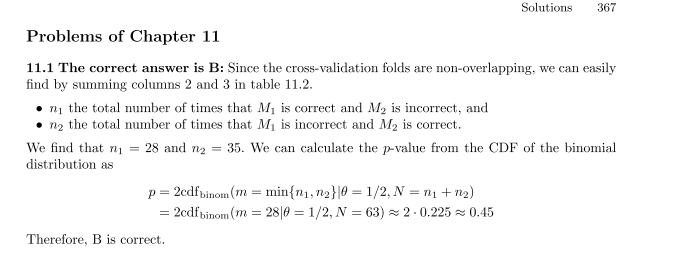 Solutions 367
Problems of Chapter 11
11.1 The correct answer is B: Since the cross-validation folds are non-overlapping, we can easily
find by summing columns 2 and 3 in table 11.2.
• n₁ the total number of times that M₁ is correct and M₂ is incorrect, and
• n₂ the total number of times that M₁ is incorrect and M₂ is correct.
We find that n₁ = 28 and n₂ = 35. We can calculate the p-value from the CDF of the binomial
distribution as
p = 2cdf_binom(m = min{n₁, n₂}|θ = 1/2, N = n₁ + n₂)
= 2cdf_binom(m = 28|θ = 1/2, N = 63) ≈ 2 · 0.225 ≈ 0.45
Therefore, B is correct.